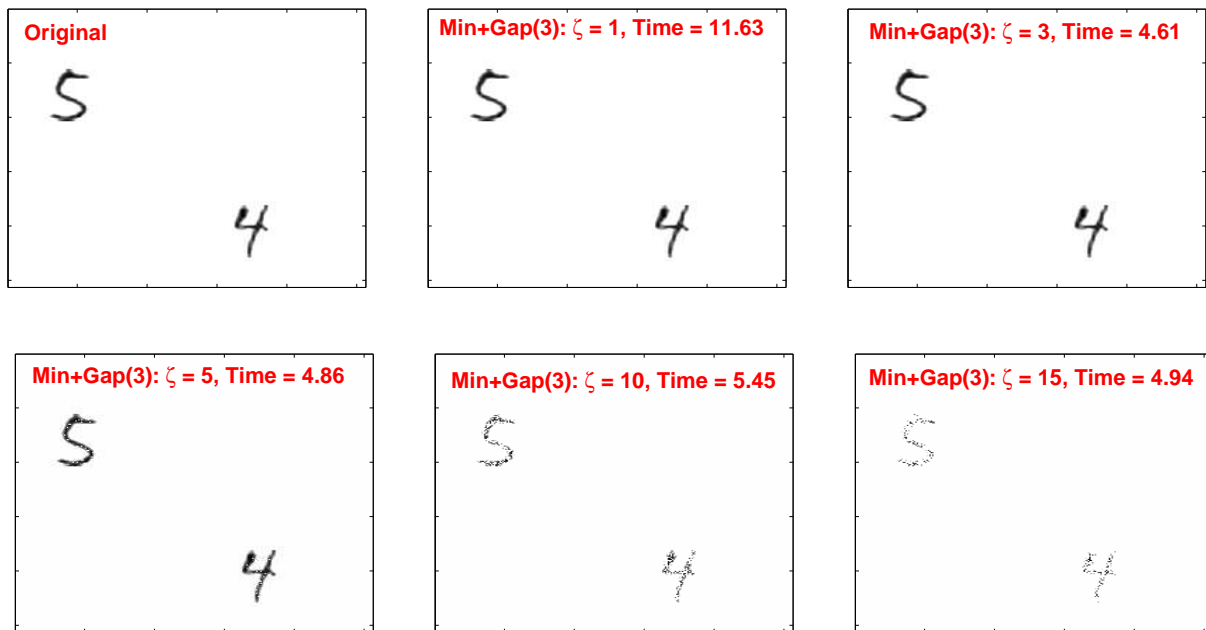 Original
5
4
Min+Gap(3): ζ = 1, Time = 11.63
5
4
Min+Gap(3): ζ = 3, Time = 4.61
5
4
Min+Gap(3): ζ = 5, Time = 4.86
5
4
Min+Gap(3): ζ = 10, Time = 5.45
5
4
Min+Gap(3): ζ = 15, Time = 4.94
5
4